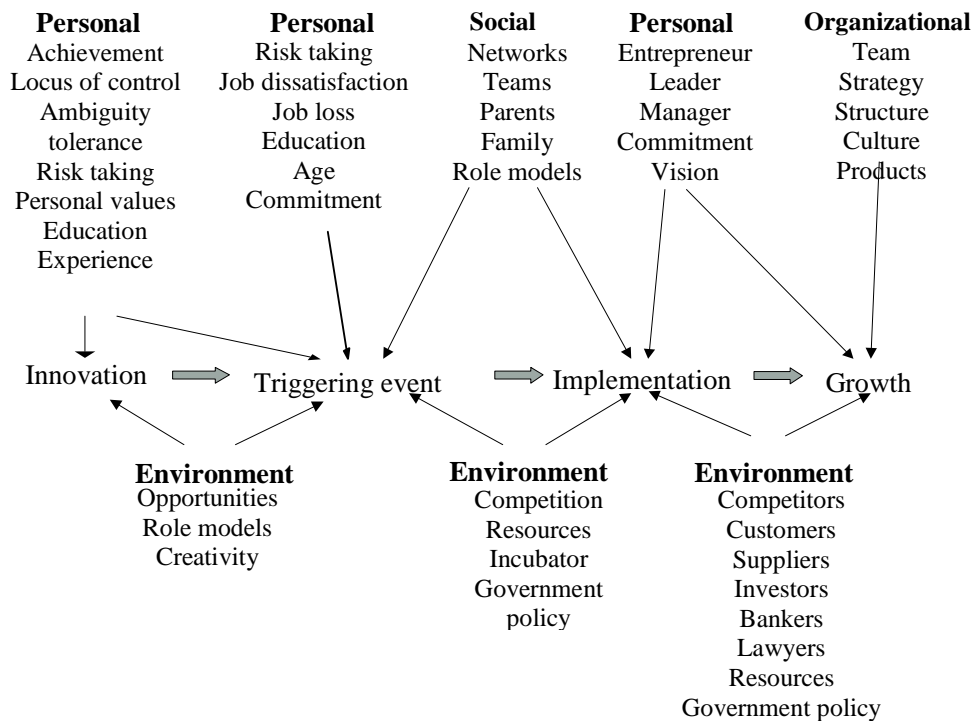 Personal
Achievement
Locus of control
Ambiguity
tolerance
Risk taking
Personal values
Education
Experience
Personal
Risk taking
Job dissatisfaction
Job loss
Education
Age
Commitment
Social
Networks
Teams
Parents
Family
Role models
Personal
Entrepreneur
Leader
Manager
Commitment
Vision
Organizational
Team
Strategy
Structure
Culture
Products
Innovation
Triggering event
Implementation
Growth
Environment
Opportunities
Role models
Creativity
Environment
Competition
Resources
Incubator
Government
policy
Environment
Competitors
Customers
Suppliers
Investors
Bankers
Lawyers
Resources
Government policy